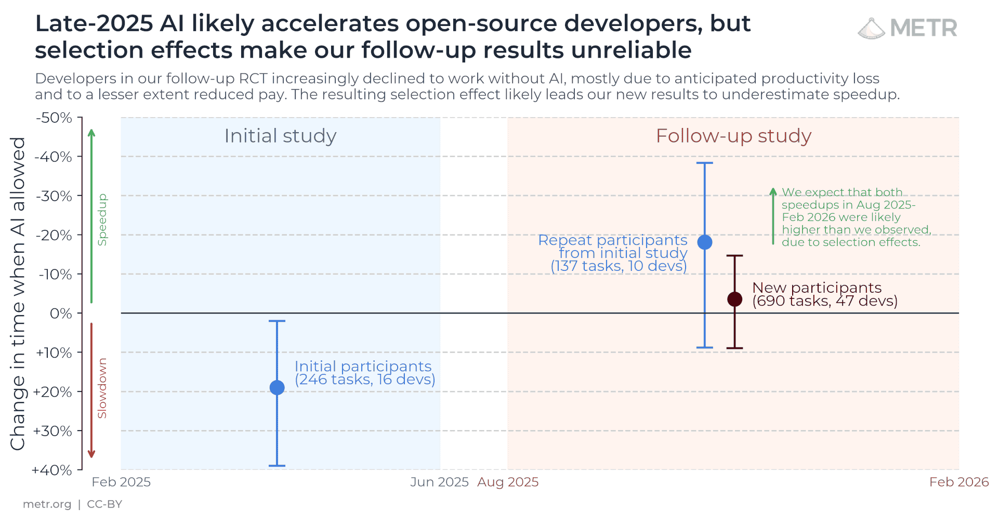 Late-2025 AI likely accelerates open-source developers, but
selection effects make our follow-up results unreliable
METR
Developers in our follow-up RCT increasingly declined to work without AI, mostly due to anticipated productivity loss
and to a lesser extent reduced pay. The resulting selection effect likely leads our new results to underestimate speedup.
Change in time when AI allowed
-50%
-40%
-30%
-20%
-10%
0%
+10%
+20%
+30%
+40%
Speedup
Slowdown
Initial study
Initial participants
(246 tasks, 16 devs)
Follow-up study
Repeat participants
from initial study
(137 tasks, 10 devs)
We expect that both
speedups in Aug 2025-
Feb 2026 were likely
higher than we observed,
due to selection effects.
New participants
(690 tasks, 47 devs)
Feb 2025
Jun 2025
Aug 2025
Feb 2026
metr.org | CC-BY